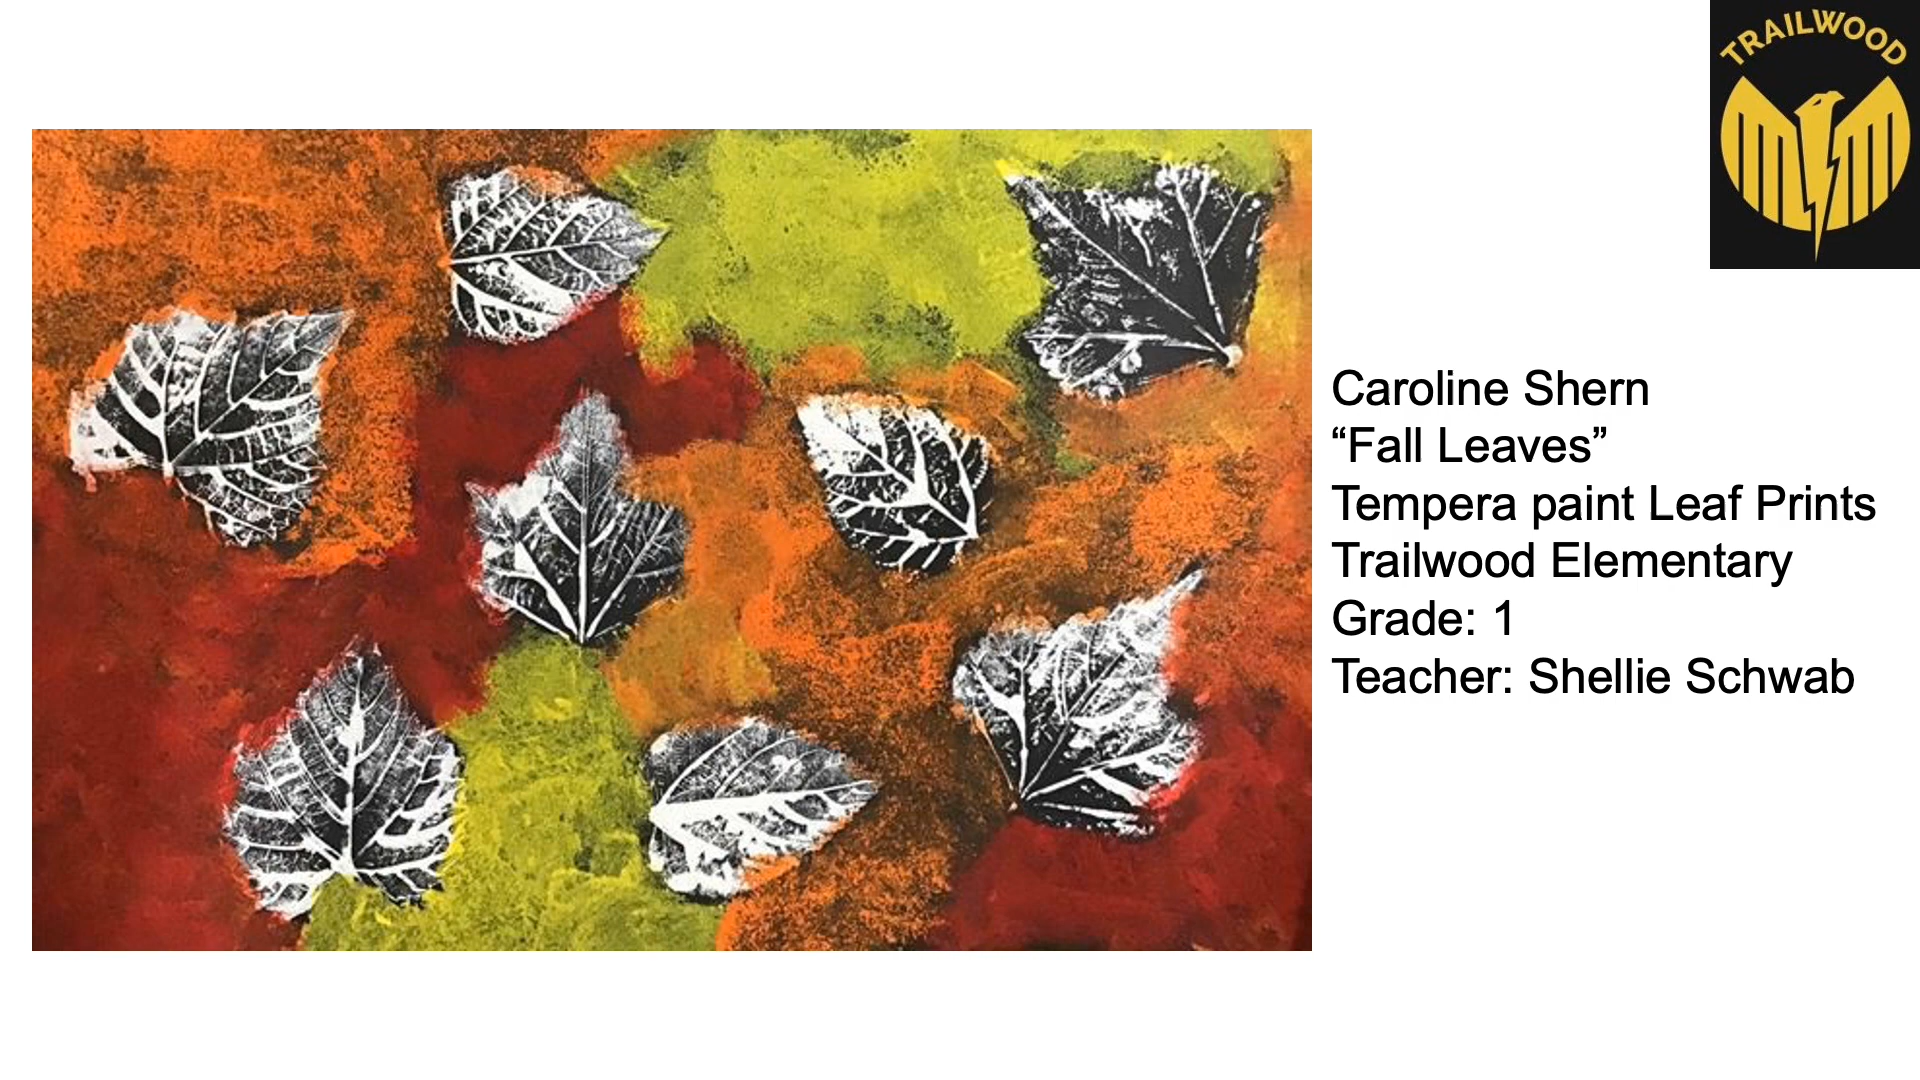 TRAILWOOD
Caroline Shern
“Fall Leaves”
Tempera paint Leaf Prints
Trailwood Elementary
Grade: 1
Teacher: Shellie Schwab